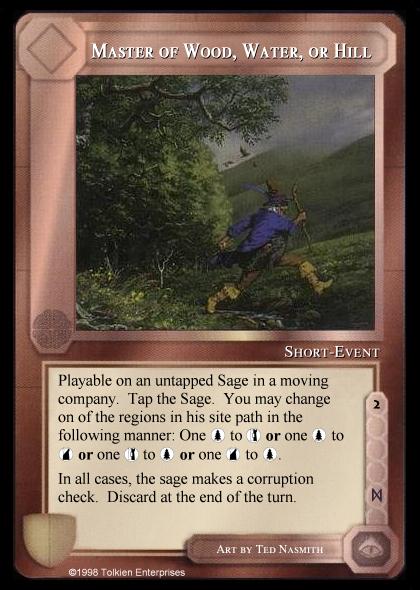 MASTER OF WOOD, WATER, OR HILL
SHORT-EVENT
Playable on an untapped Sage in a moving
company. Tap the Sage. You may change
on of the regions in his site path in the
following manner: One to or one to
or one to or one to .
In all cases, the sage makes a corruption
check. Discard at the end of the turn.
2
ART BY TED NASMITH
©1998 Tolkien Enterprises